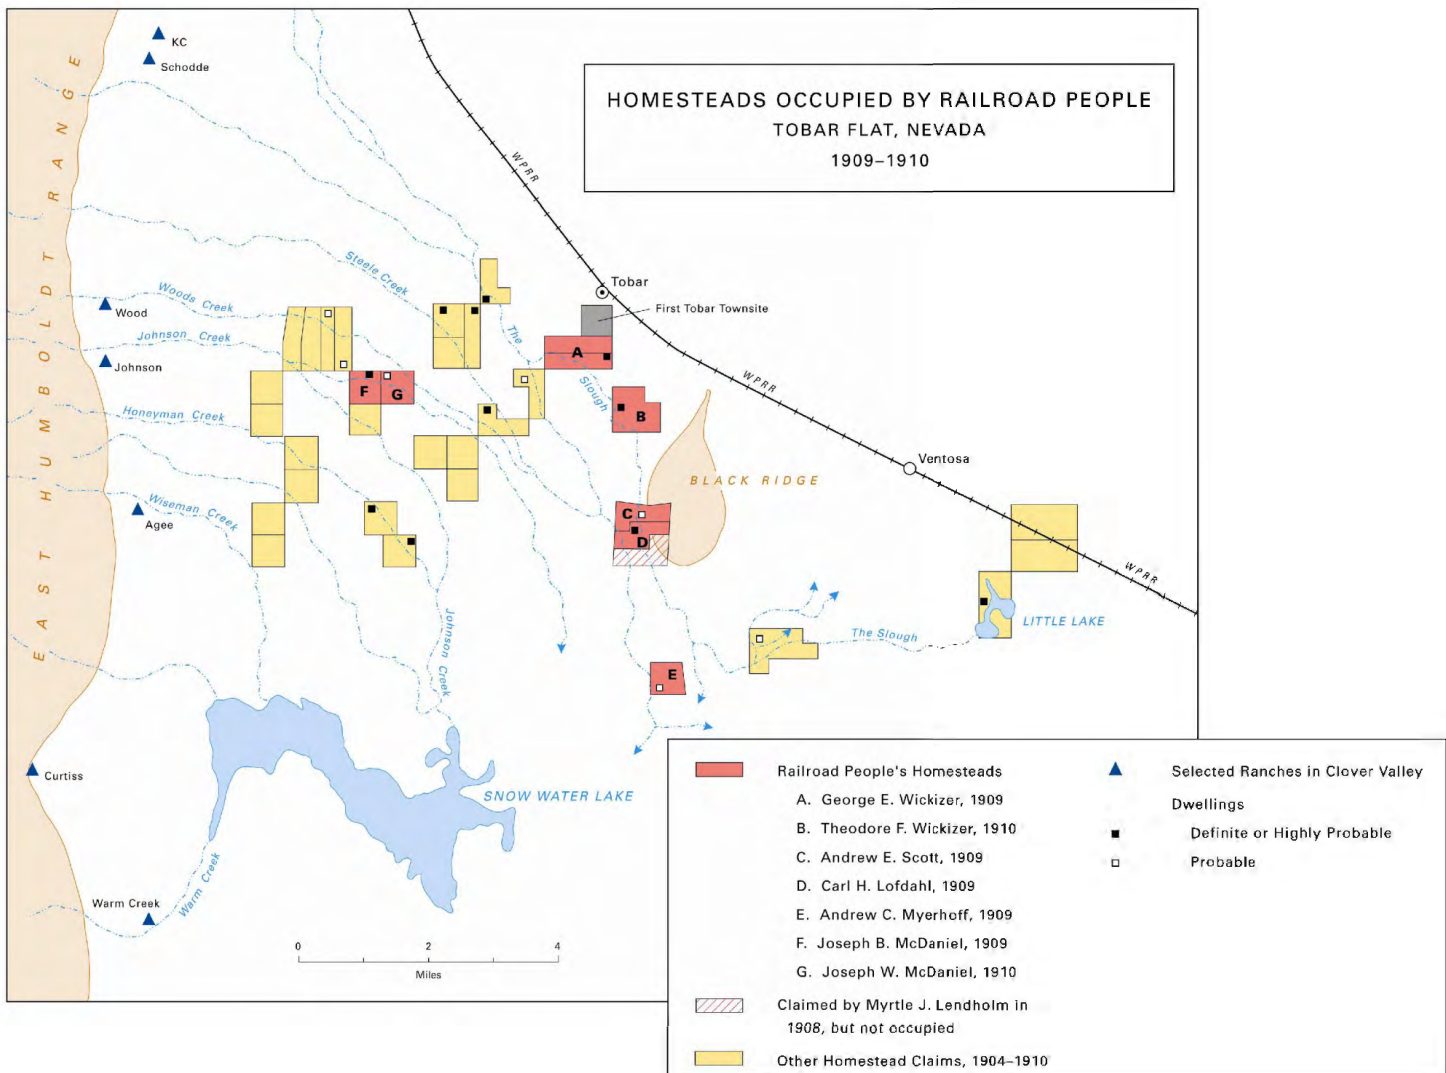 HOMESTEADS OCCUPIED BY RAILROAD PEOPLE
TOBAR FLAT, NEVADA
1909–1910
KC
Schodde
EAST HUMBOLDT RANGE
WPRR
Steele Creek
Tobar
Woods Creek
Wood
First Tobar Townsite
The
Johnson Creek
A
Johnson
Slough
WPRR
F
G
Honeyman Creek
B
Ventosa
BLACK RIDGE
Wiseman Creek
Agee
C
D
WPRR
Johnson Creek
The Slough
LITTLE LAKE
E
Curtiss
SNOW WATER LAKE
Warm Creek
Warm Creek
0 2 4
Miles
Railroad People's Homesteads
A. George E. Wickizer, 1909
B. Theodore F. Wickizer, 1910
C. Andrew E. Scott, 1909
D. Carl H. Lofdahl, 1909
E. Andrew C. Myerhoff, 1909
F. Joseph B. McDaniel, 1909
G. Joseph W. McDaniel, 1910
Claimed by Myrtle J. Lendholm in
1908, but not occupied
Other Homestead Claims, 1904–1910
Selected Ranches in Clover Valley
Dwellings
Definite or Highly Probable
Probable